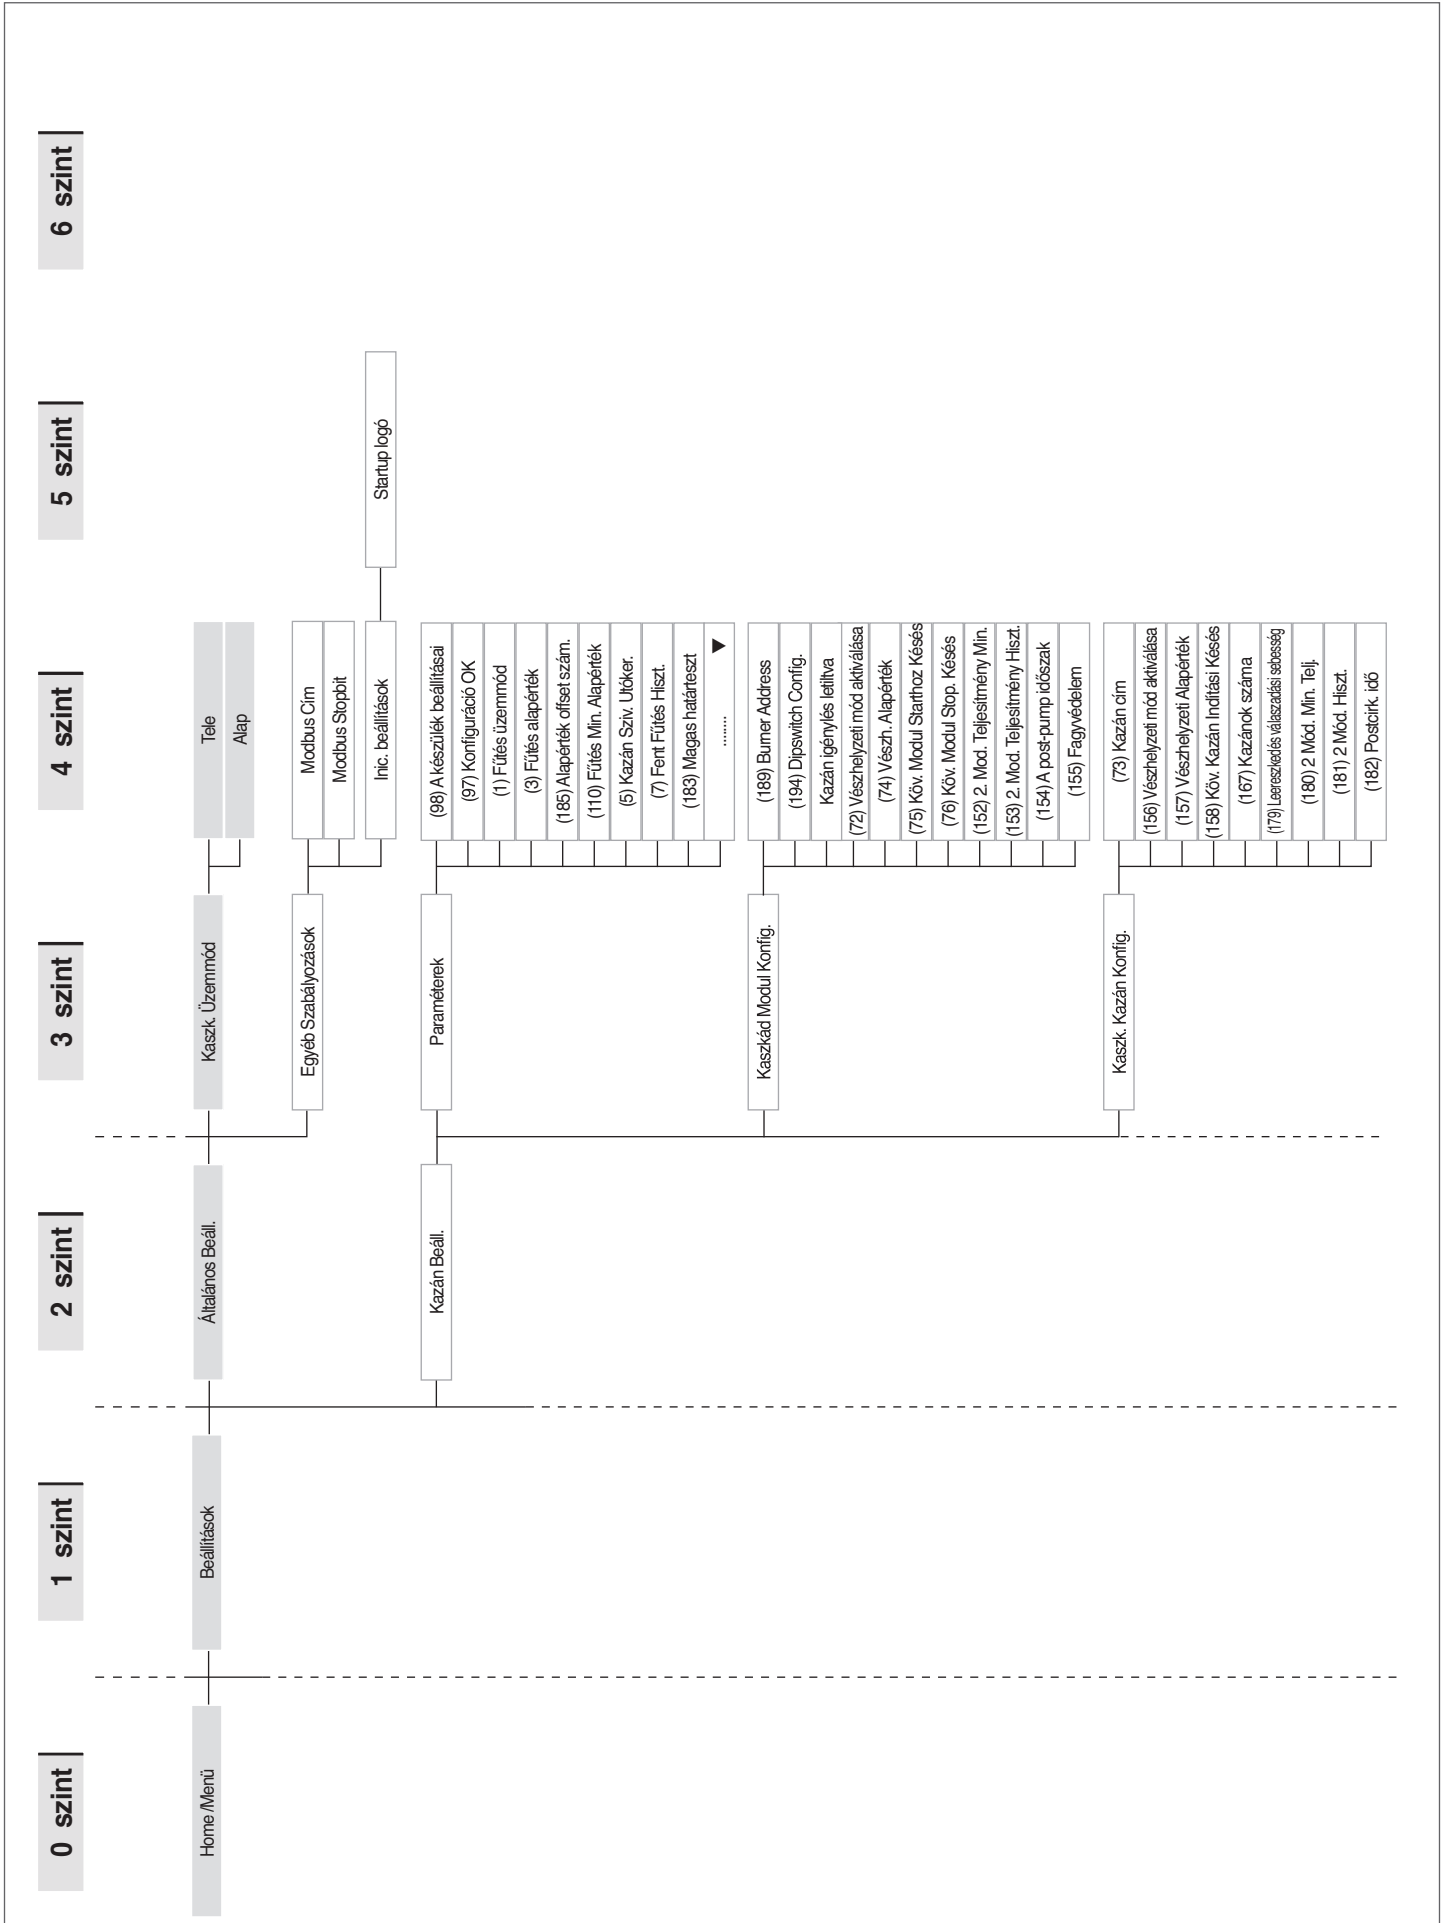 0 szint
1 szint
2 szint
3 szint
4 szint
5 szint
6 szint
Home /Menü
Beállítások
Általános Beáll.
Kaszk. Üzemmód
Tele
Alap
Egyéb Szabályozások
Modbus Cím
Modbus Stopbit
Inic. beállítások
Startup logó
Kazán Beáll.
Paraméterek
(98) A készülék beállításai
(97) Konfiguráció OK
(1) Fűtés üzemmód
(3) Fűtés alapérték
(185) Alapérték offset szám.
(110) Fűtés Min. Alapérték
(5) Kazán Sziv. Utóker.
(7) Fent Fűtés Hiszt.
(183) Magas határteszt
........
Kaszkád Modul Konfig.
(189) Burner Address
(194) Dipswitch Config.
Kazán igénylés letiltva
(72) Vészhelyzeti mód aktiválása
(74) Vészh. Alapérték
(75) Köv. Modul Starthoz Késés
(76) Köv. Modul Stop. Késés
(152) 2. Mod. Teljesítmény Min.
(153) 2. Mod. Teljesítmény Hiszt.
(154) A post-pump időszak
(155) Fagyvédelem
Kaszk. Kazán Konfig.
(73) Kazán cím
(156) Vészhelyzeti mód aktiválása
(157) Vészhelyzeti Alapérték
(158) Köv. Kazán Indítási Késés
(167) Kazánok száma
(179) Leereszkedés válaszadási sebesség
(180) 2 Mód. Min. Telj.
(181) 2 Mód. Hiszt.
(182) Postcirk. idő